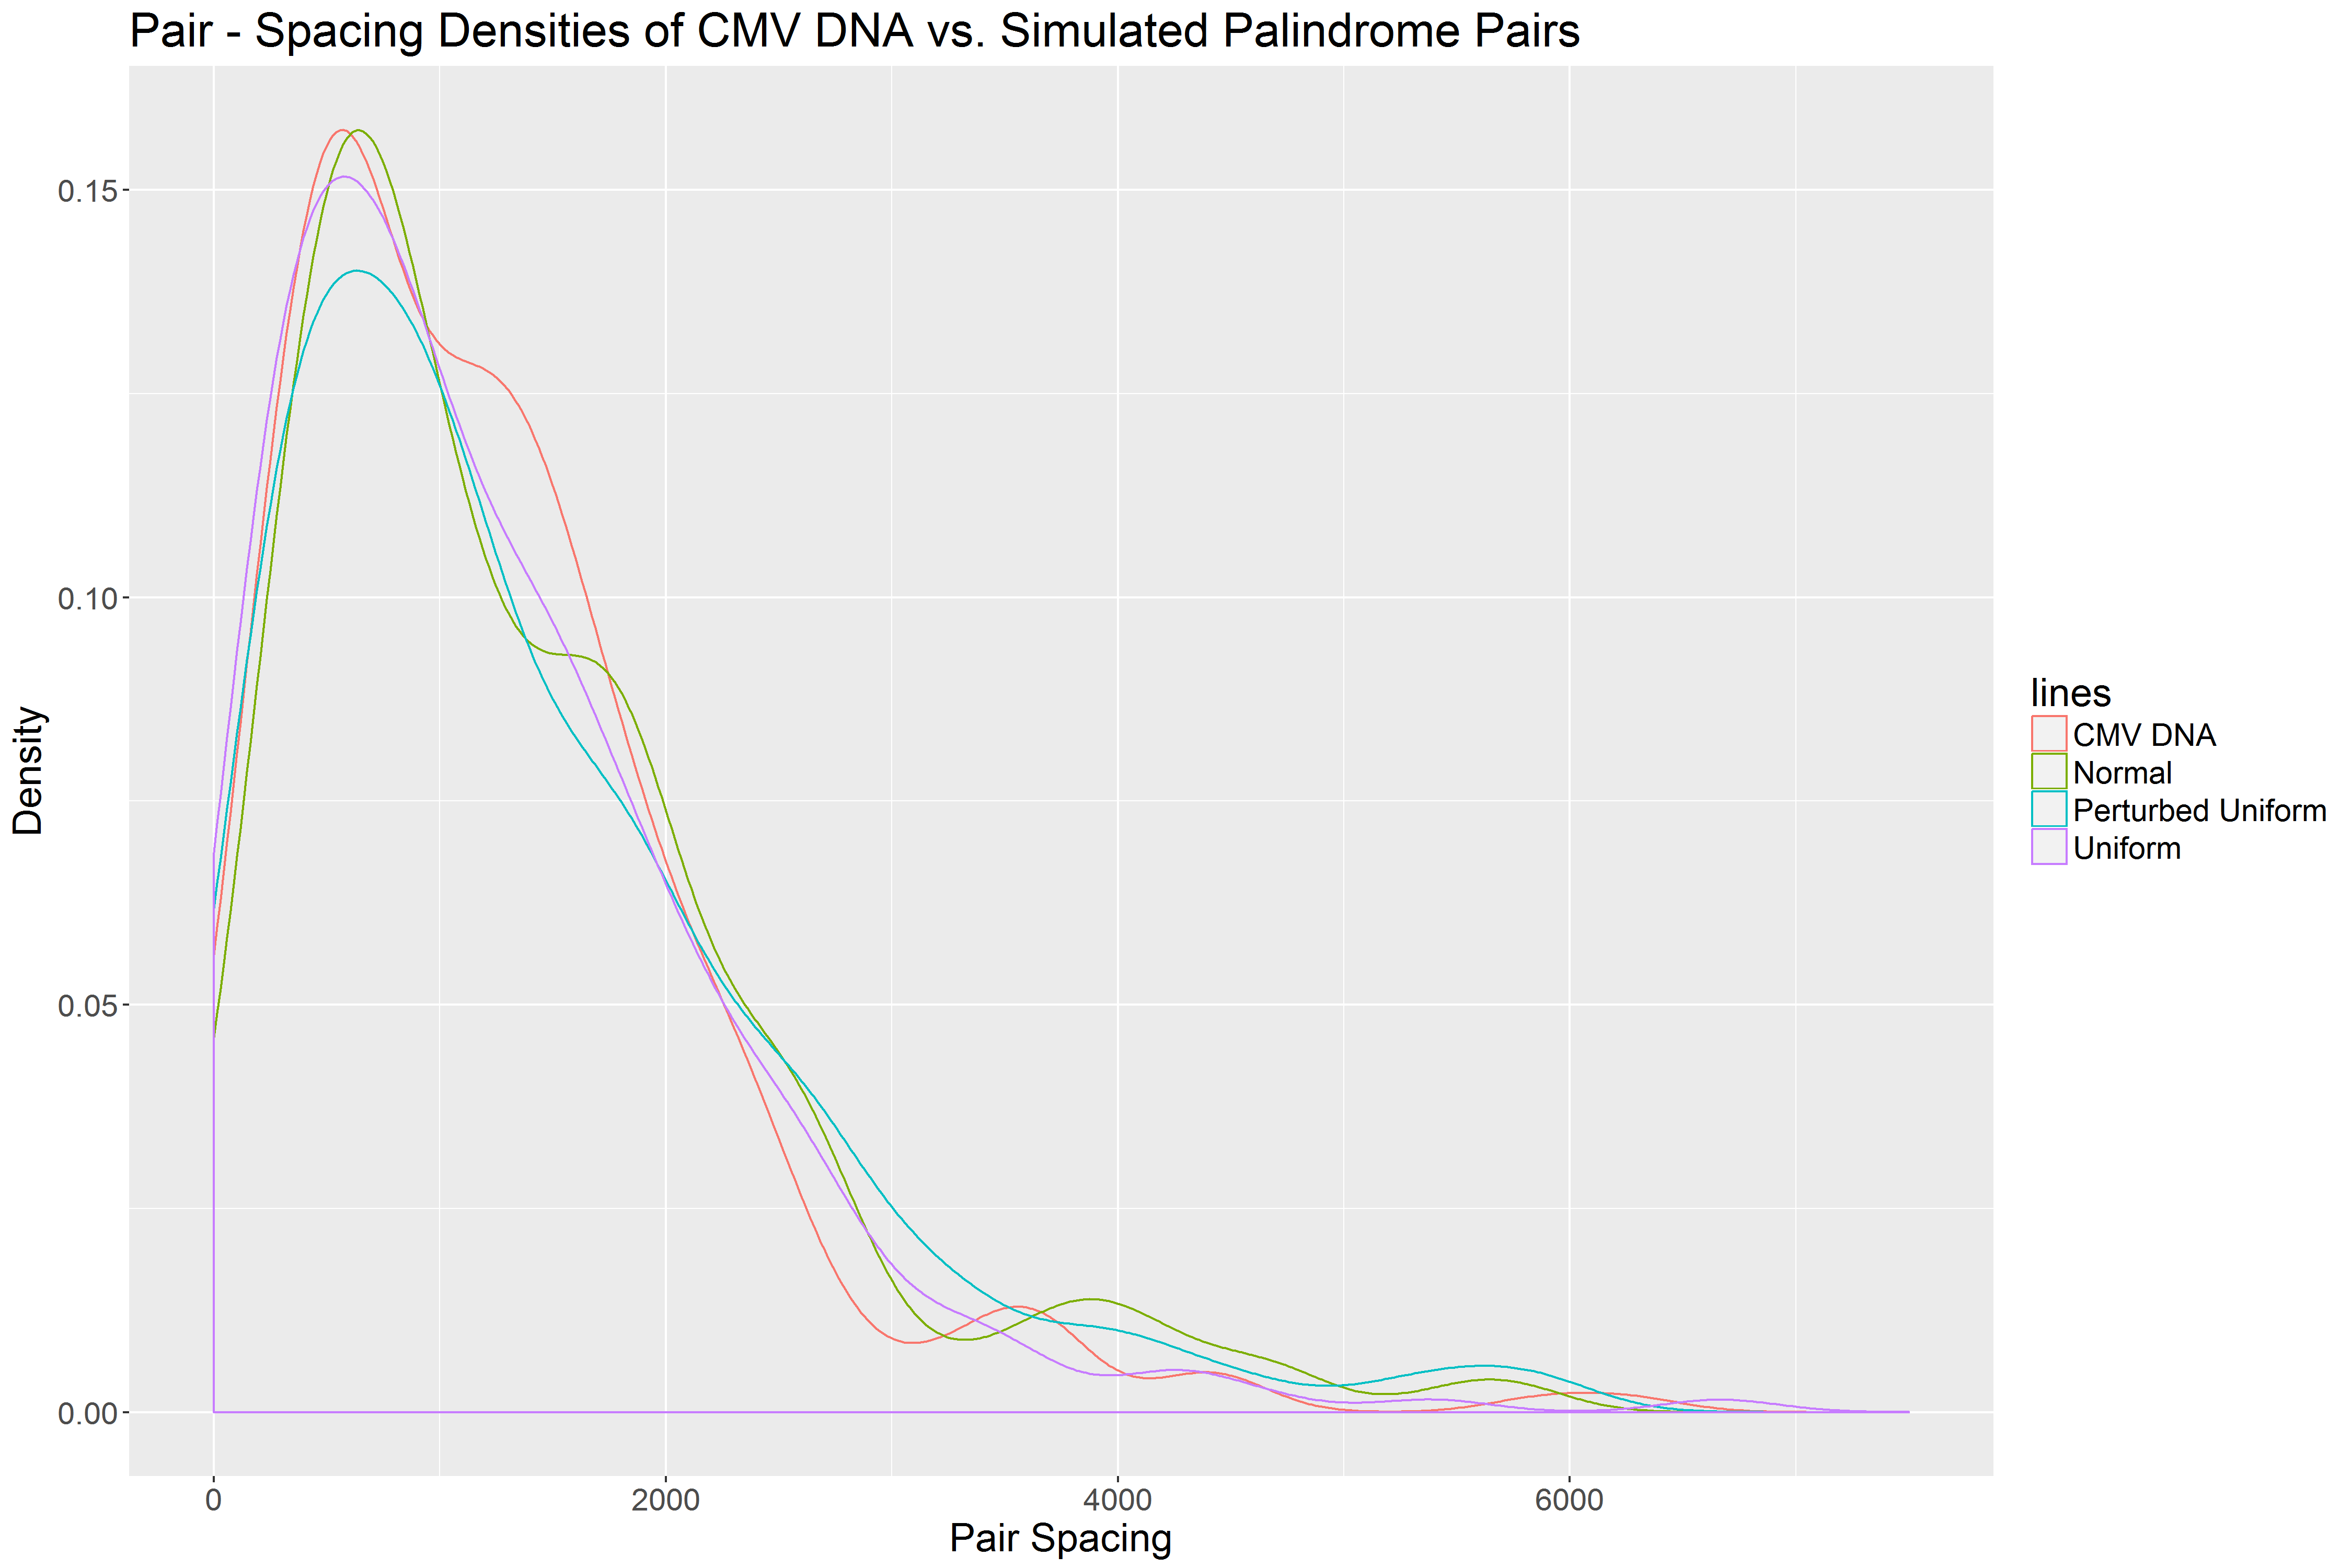 Pair - Spacing Densities of CMV DNA vs. Simulated Palindrome Pairs
Density
0.15
0.10
0.05
0.00
0
2000
4000
6000
Pair Spacing
lines
CMV DNA
Normal
Perturbed Uniform
Uniform